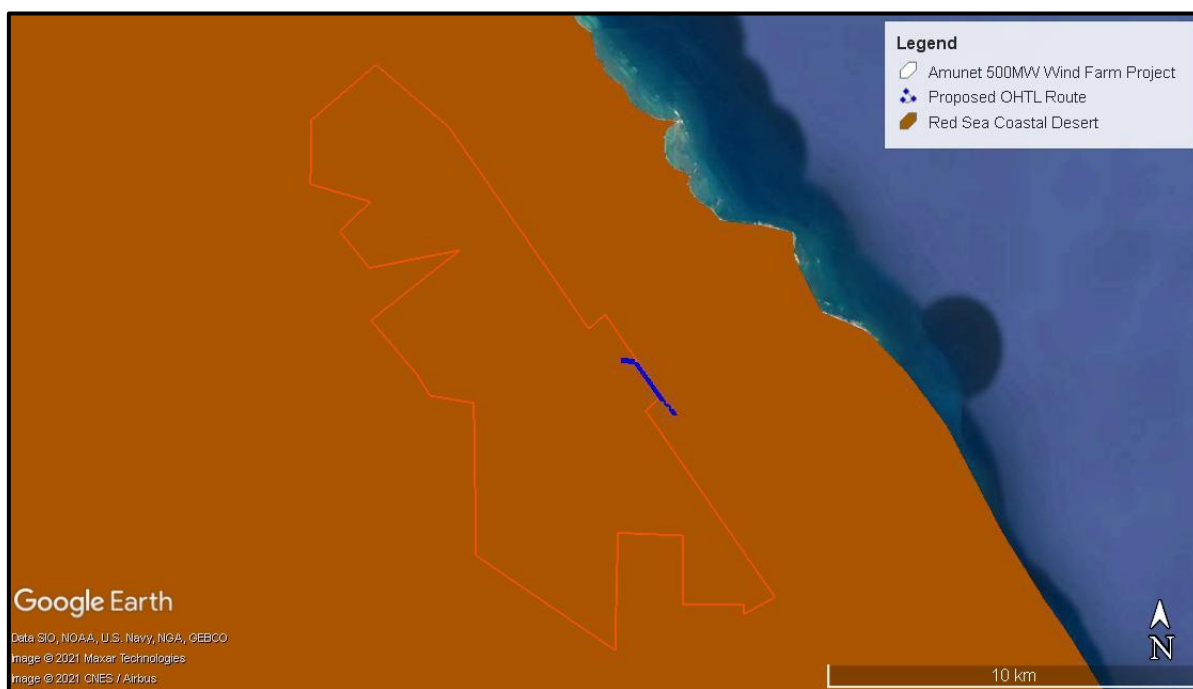 Legend
Amunet 500MW Wind Farm Project
Proposed OHTL Route
Red Sea Coastal Desert
Google Earth
Data SIO, NOAA, U.S. Navy, NGA, GEBCO
Image © 2021 Maxar Technologies
Image © 2021 CNES / Airbus
N
10 km